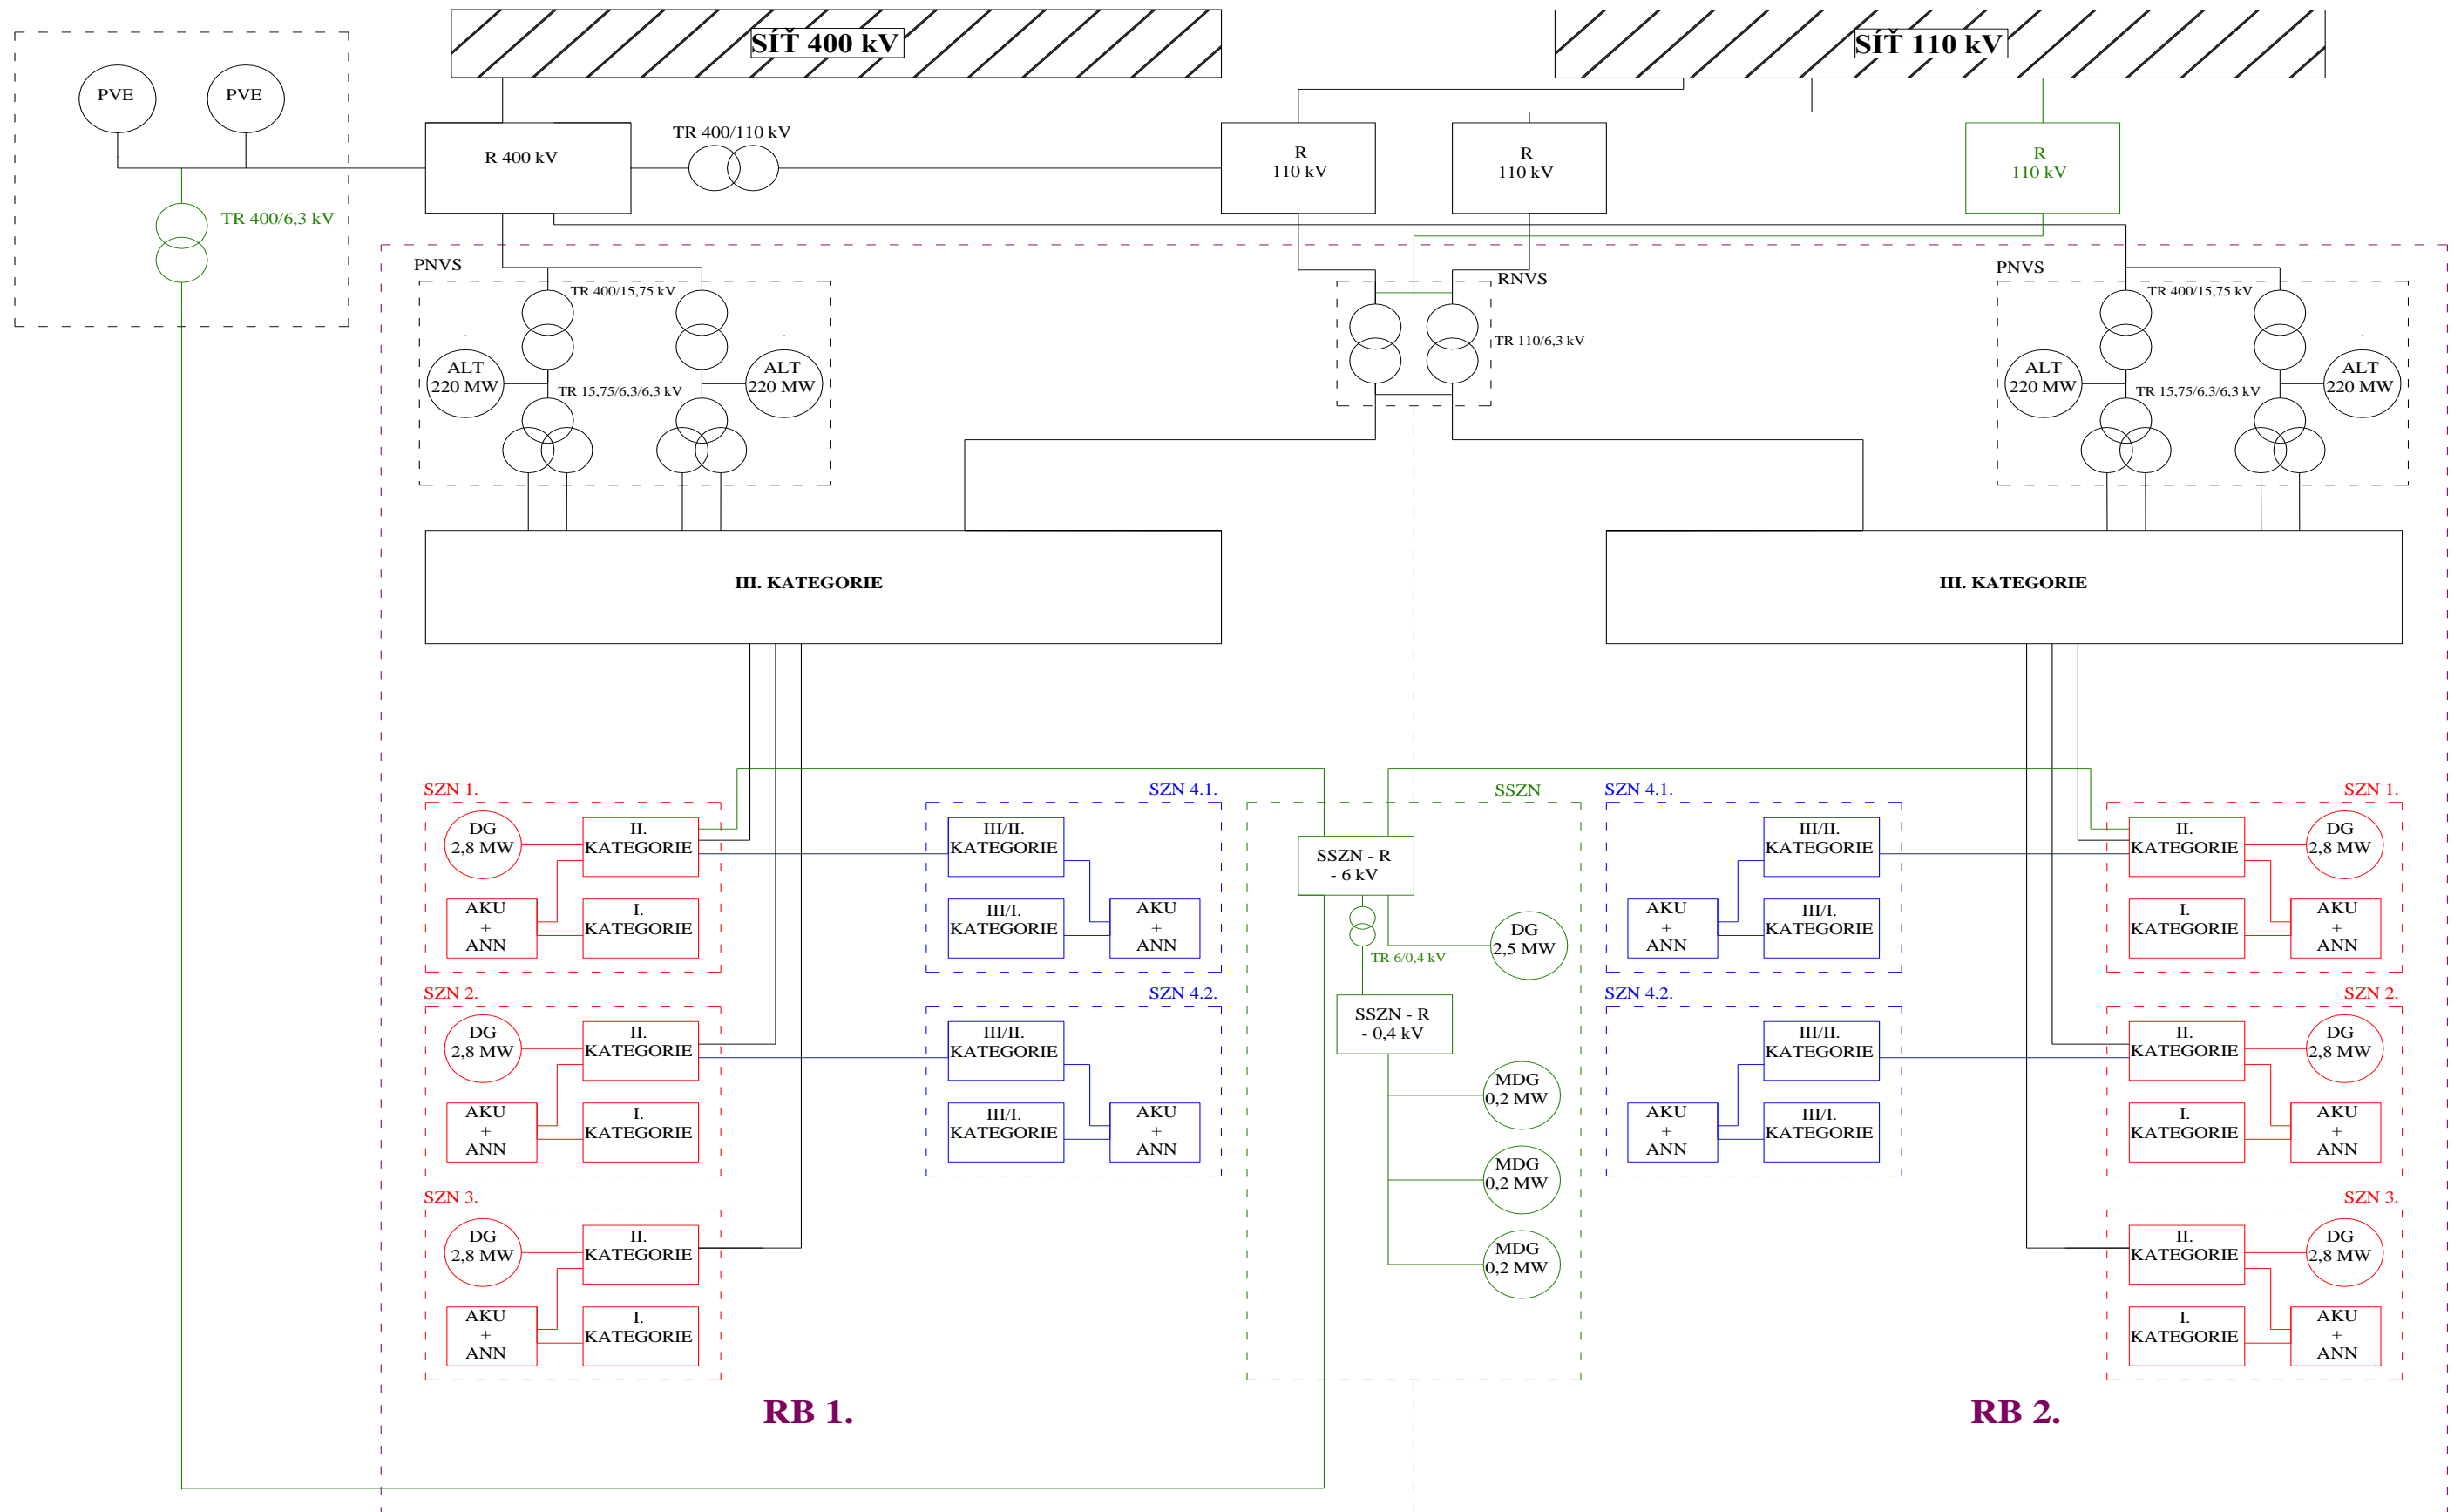 SÍŤ 400 kV
SÍŤ 110 kV
PVE
PVE
TR 400/6,3 kV
R 400 kV
TR 400/110 kV
R
110 kV
R
110 kV
R
110 kV
PNVS
TR 400/15,75 kV
ALT
220 MW
TR 15,75/6,3/6,3 kV
ALT
220 MW
RNVS
TR 110/6,3 kV
PNVS
TR 400/15,75 kV
ALT
220 MW
TR 15,75/6,3/6,3 kV
ALT
220 MW
III. KATEGORIE
III. KATEGORIE
SZN 1.
DG
2,8 MW
II.
KATEGORIE
AKU
+
ANN
I.
KATEGORIE
SZN 4.1.
III/II.
KATEGORIE
III/I.
KATEGORIE
AKU
+
ANN
SZN 2.
DG
2,8 MW
II.
KATEGORIE
AKU
+
ANN
I.
KATEGORIE
SZN 4.2.
III/II.
KATEGORIE
III/I.
KATEGORIE
AKU
+
ANN
SZN 3.
DG
2,8 MW
II.
KATEGORIE
AKU
+
ANN
I.
KATEGORIE
SSZN
SSZN - R
- 6 kV
TR 6/0,4 kV
DG
2,5 MW
SSZN - R
- 0,4 kV
MDG
0,2 MW
MDG
0,2 MW
MDG
0,2 MW
SZN 4.1.
III/II.
KATEGORIE
AKU
+
ANN
III/I.
KATEGORIE
SZN 1.
II.
KATEGORIE
DG
2,8 MW
I.
KATEGORIE
AKU
+
ANN
SZN 4.2.
III/II.
KATEGORIE
AKU
+
ANN
III/I.
KATEGORIE
SZN 2.
II.
KATEGORIE
DG
2,8 MW
I.
KATEGORIE
AKU
+
ANN
SZN 3.
II.
KATEGORIE
DG
2,8 MW
I.
KATEGORIE
AKU
+
ANN
RB 1.
RB 2.